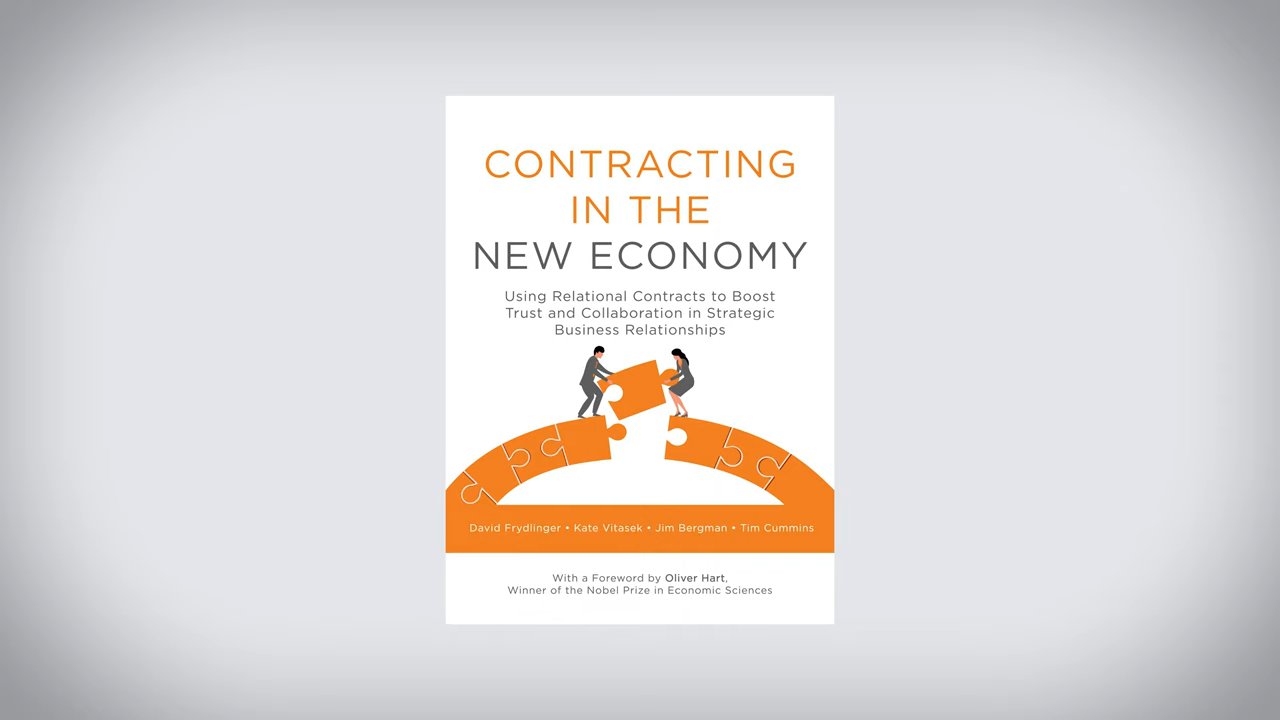 CONTRACTING
IN THE
NEW ECONOMY
Using Relational Contracts to Boost
Trust and Collaboration in Strategic
Business Relationships
David Frydlinger • Kate Vitasek • Jim Bergman • Tim Cummins
With a Foreword by Oliver Hart,
Winner of the Nobel Prize in Economic Sciences